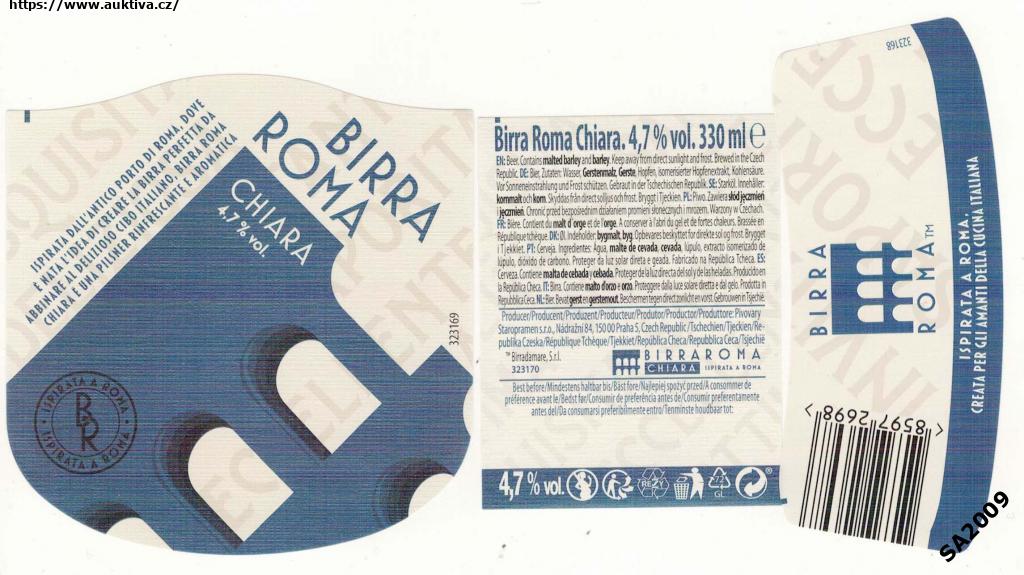 https://www.auktiva.cz/
ISPIRATA DALL'ANTICO PORTO DI ROMA, DOVE
È NATA L'IDEA DI CREARE LA BIRRA PERFETTA DA
ABBINARE AL DELIZIOSO CIBO ITALIANO. BIRRA ROMA
CHIARA È UNA PILSNER RINFRESCANTE E AROMATICA
BIRRA
ROMA
CHIARA
4,7% vol.
323169
ISPIRATA A ROMA
BR
ISPIRATA A ROMA
Birra Roma Chiara. 4,7 % vol. 330 ml ℮
EN: Beer. Contains malted barley and barley. Keep away from direct sunlight and frost. Brewed in the Czech
Republic. DE: Bier, Zutaten: Wasser, Gerstenmalz, Gerste, Hopfen, isomerisierter Hopfenextrakt, Kohlensäure.
Vor Sonneneinstrahlung und Frost schützen. Gebraut in der Tschechischen Republik. SE: Starköl. Innehåller:
kornmalt och korn. Skyddas från direct solljus och frost. Bryggt i Tjeckien. PL: Piwo. Zawiera słód jęczmień
i jęczmień. Chronić przed bezpośrednim działaniem promieni słonecznych i mrozem. Warzony w Czechach.
FR: Bière. Contient du malt d'orge et de l'orge. A conserver à l'abri du gel et de fortes chaleurs. Brassée en
République tchèque. DK: Øl. Indeholder: bygmalt, byg. Opbevares beskyttet for direkte sol og frost. Brygget
i Tjekkiet. PT: Cerveja. Ingredientes: Água, malte de cevada, cevada, lúpulo, extracto isomerizado de
lúpulo, dióxido de carbono. Proteger da luz solar direta e geada. Fabricado na República Tcheca. ES:
Cerveza. Contiene malta de cebada y cebada. Proteger de la luz directa del sol y de las heladas. Producido en
la República Checa. IT: Birra. Contiene malto d'orzo e orzo. Proteggere dalla luce solare diretta e dal gelo. Prodotta in
Repubblica Ceca. NL: Bier. Bevat gerst en gerstemout. Beschermen tegen direct zonlicht en vorst. Gebrouwen in Tsjechië.
Producer/Producent/Produzent/Producteur/Produtor/Productor/Produttore: Pivovary
Staropramen s.r.o., Nádražní 84, 150 00 Praha 5, Czech Republic /Tschechien/Tjeckien/Re-
publika Czeska/République Tchèque/Tjekkiet/República Checa/Repubblica Ceca/Tsjechië
™ Birradamare, S.r.l.
323170
BIRRA ROMA
CHIARA ISPIRATA A ROMA
Best before/Mindestens haltbar bis/Bäst fore/Najlepiej spożyć przed/A consommer de
préférence avant le/Bedst før/Consumir de preferência antes de/Consumir preferentemente
antes del/Da consumarsi preferibilmente entro/Tenminste houdbaar tot:
4,7 % vol.
REZY
72
GL
®
323168
BIRRA
ROMA™
ISPIRATA A ROMA.
CREATA PER GLI AMANTI DELLA CUCINA ITALIANA
< 8597 2698 >
SA2009